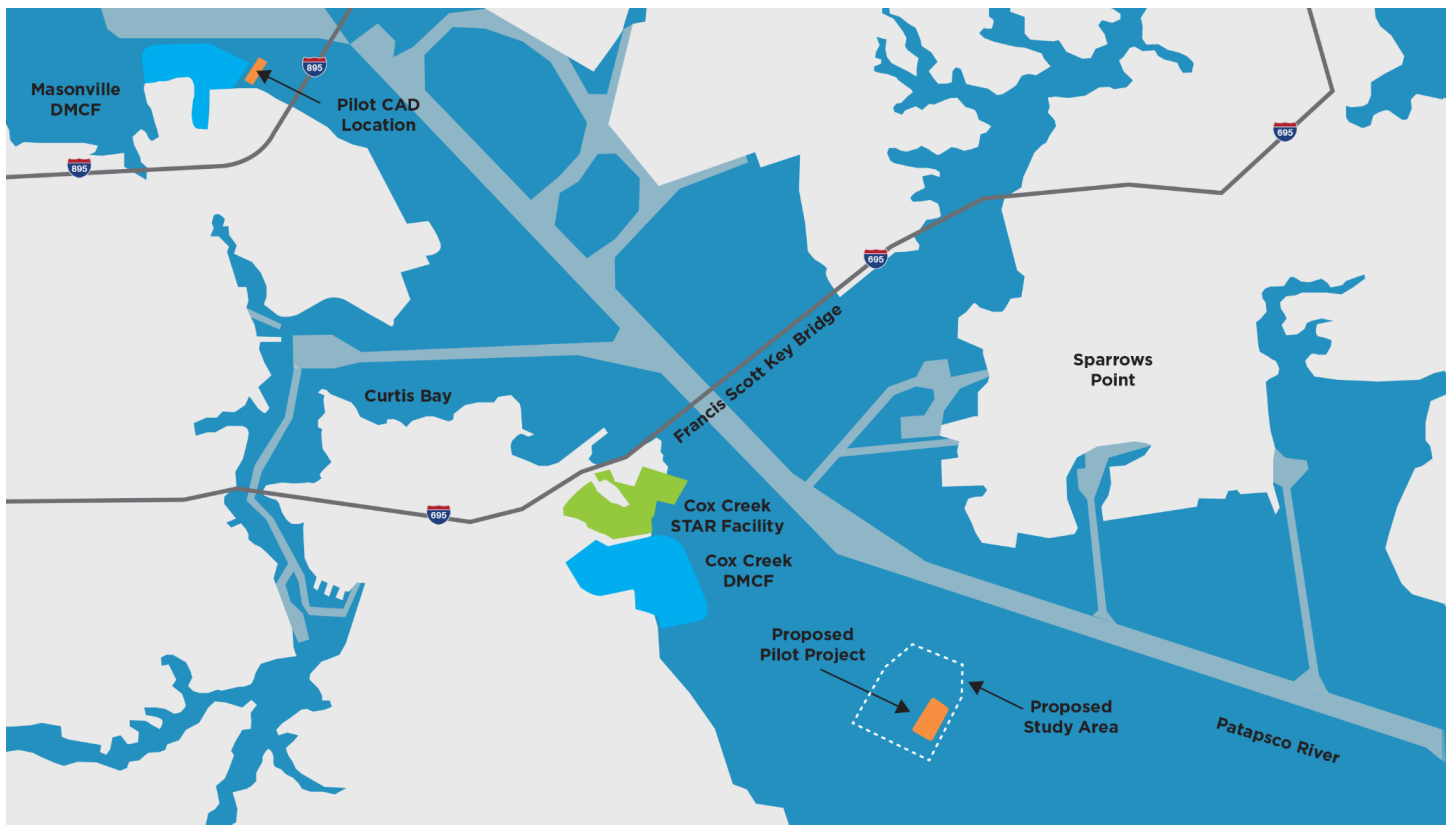 895
Masonville
DMCF
Pilot CAD
Location
695
895
695
Francis Scott Key Bridge
Sparrows
Point
Curtis Bay
Cox Creek
STAR Facility
695
Cox Creek
DMCF
Proposed
Pilot Project
Proposed
Study Area
Patapsco River